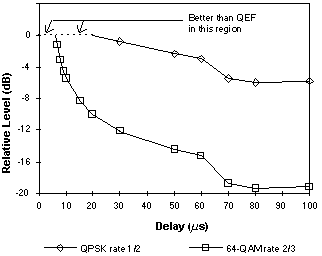 Better than QEF
in this region
0
-4
-8
-12
-16
-20
Relative Level (dB)
0 10 20 30 40 50 60 70 80 90 100
Delay (µs)
QPSK rate 1/2
64-QAM rate 2/3